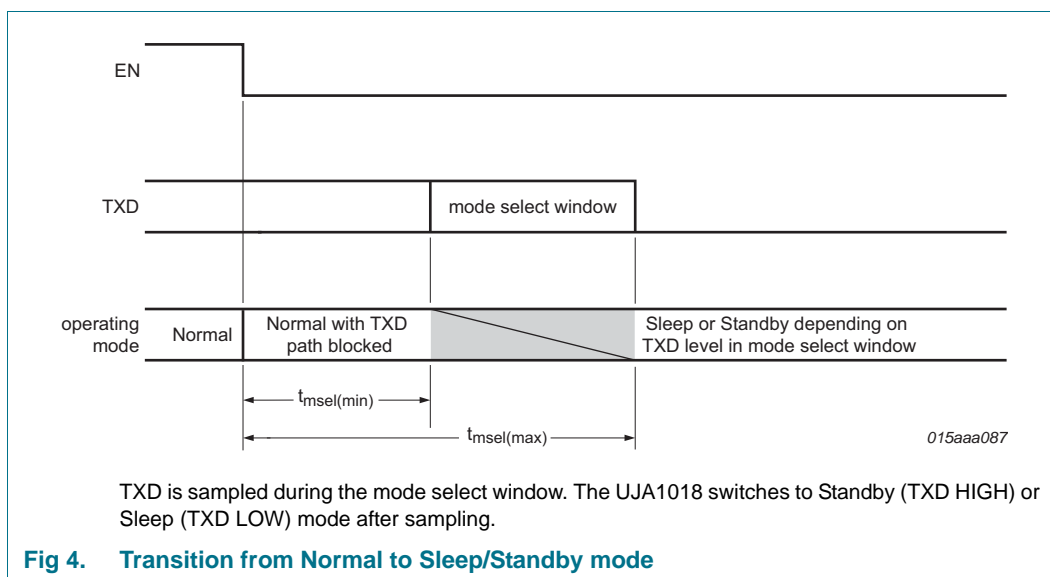 EN
TXD
mode select window
operating
mode
Normal
Normal with TXD
path blocked
Sleep or Standby depending on
TXD level in mode select window
tmsel(min)
tmsel(max)
015aaa087
TXD is sampled during the mode select window. The UJA1018 switches to Standby (TXD HIGH) or
Sleep (TXD LOW) mode after sampling.
Fig 4. Transition from Normal to Sleep/Standby mode